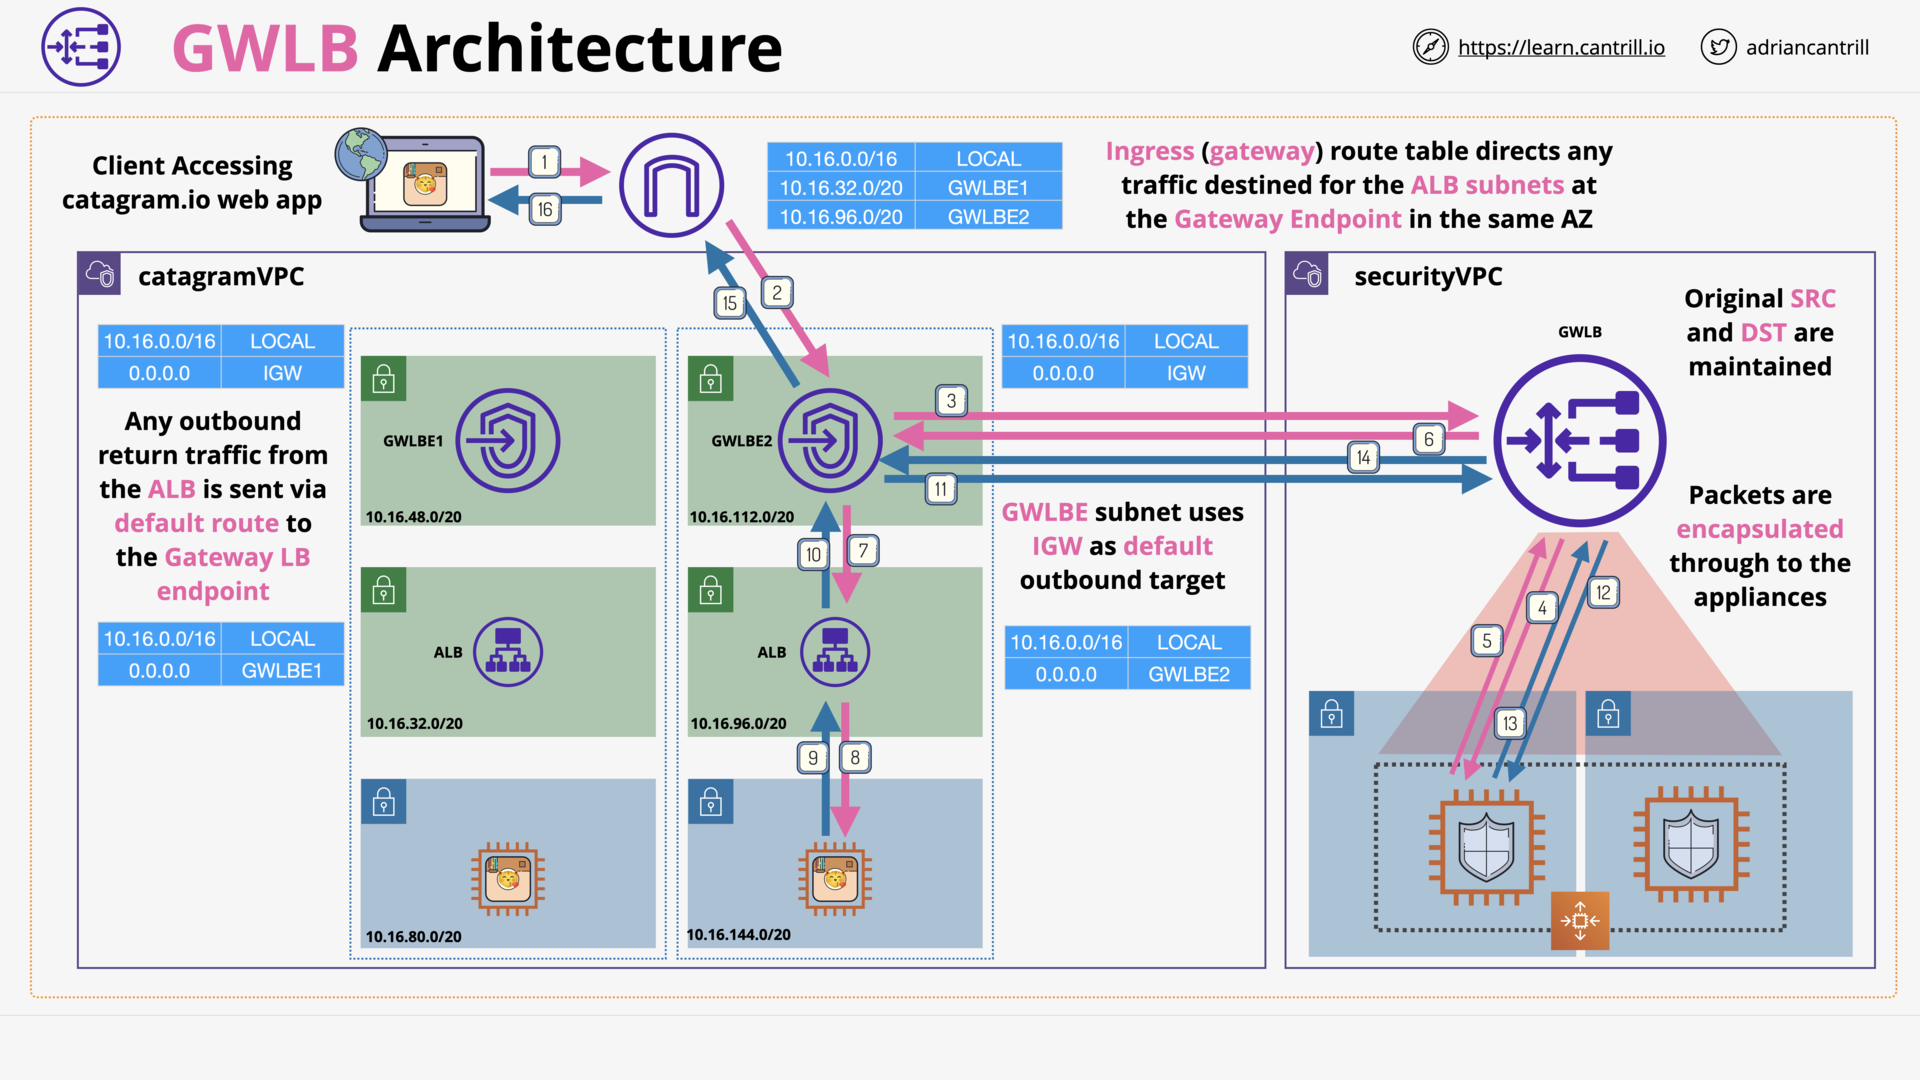 GWLB Architecture
https://learn.cantrill.io
adriancantrill
Client Accessing
catagram.io web app
1
16
10.16.0.0/16 LOCAL
10.16.32.0/20 GWLBE1
10.16.96.0/20 GWLBE2
Ingress (gateway) route table directs any
traffic destined for the ALB subnets at
the Gateway Endpoint in the same AZ
catagramVPC
15
2
10.16.0.0/16 LOCAL
0.0.0.0 IGW
Any outbound
return traffic from
the ALB is sent via
default route to
the Gateway LB
endpoint
10.16.0.0/16 LOCAL
0.0.0.0 GWLBE1
GWLBE1
10.16.48.0/20
ALB
10.16.32.0/20
10.16.80.0/20
GWLBE2
10.16.112.0/20
10
7
ALB
10.16.96.0/20
9
8
10.16.144.0/20
10.16.0.0/16 LOCAL
0.0.0.0 IGW
3
6
14
11
GWLBE subnet uses
IGW as default
outbound target
10.16.0.0/16 LOCAL
0.0.0.0 GWLBE2
securityVPC
GWLB
Original SRC
and DST are
maintained
Packets are
encapsulated
through to the
appliances
12
4
5
13